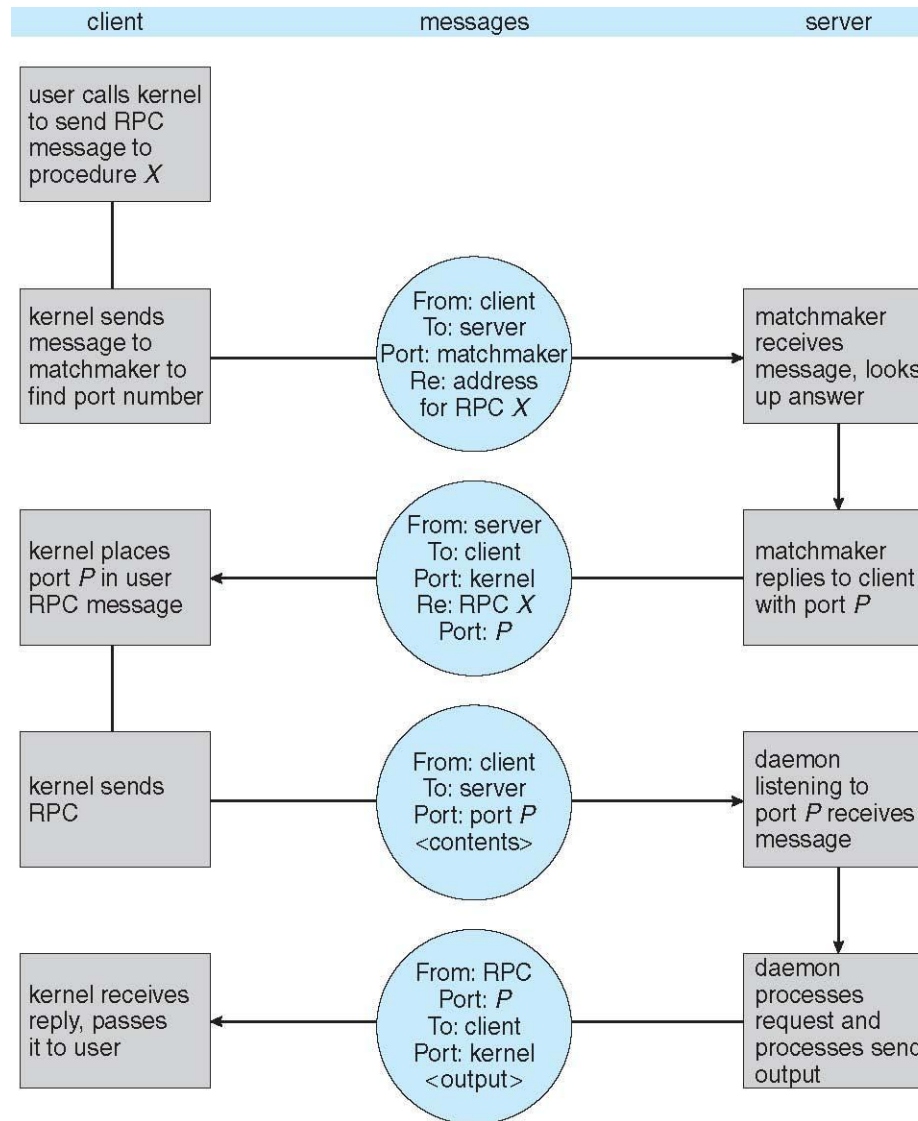 client
messages
server
user calls kernel
to send RPC
message to
procedure X
kernel sends
message to
matchmaker to
find port number
From: client
To: server
Port: matchmaker
Re: address
for RPC X
matchmaker
receives
message, looks
up answer
kernel places
port P in user
RPC message
From: server
To: client
Port: kernel
Re: RPC X
Port: P
matchmaker
replies to client
with port P
kernel sends
RPC
From: client
To: server
Port: port P
<contents>
daemon
listening to
port P receives
message
kernel receives
reply, passes
it to user
From: RPC
Port: P
To: client
Port: kernel
<output>
daemon
processes
request and
processes send
output